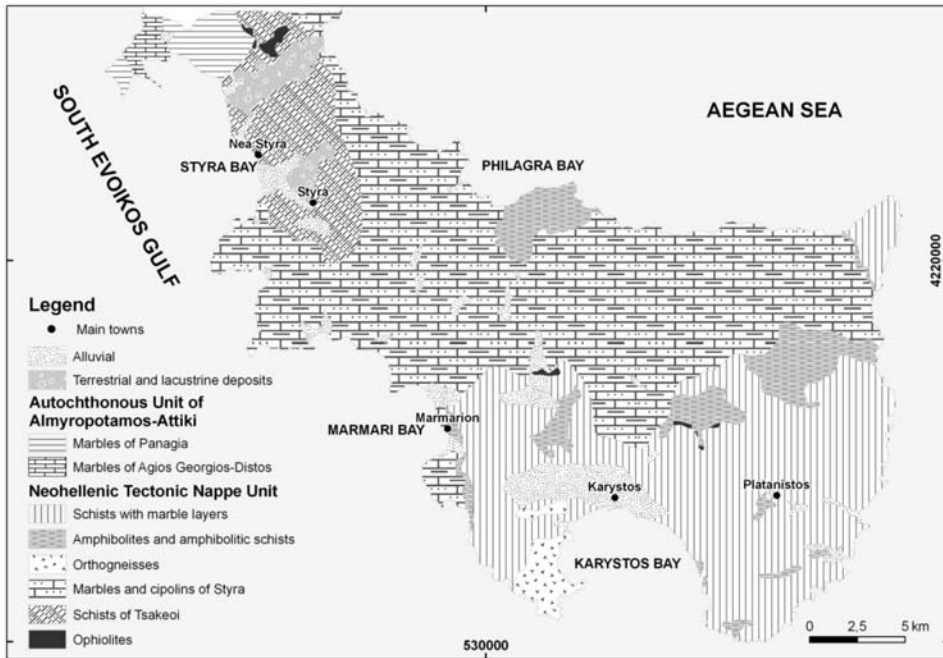 AEGEAN SEA
SOUTH EVOIKOS GULF
Nea Styra
STYRA BAY
PHILAGRA BAY
Styra
4220000
Legend
Main towns
Alluvial
Terrestrial and lacustrine deposits
Autochthonous Unit of
Almyropotamos-Attiki
Marbles of Panagia
Marbles of Agios Georgios-Distos
Neohellenic Tectonic Nappe Unit
Schists with marble layers
Amphibolites and amphibolitic schists
Orthogneisses
Marbles and cipolins of Styra
Schists of Tsakeoi
Ophiolites
Marmarion
MARMARI BAY
Karystos
Platanistos
KARYSTOS BAY
0 2,5 5 km
530000